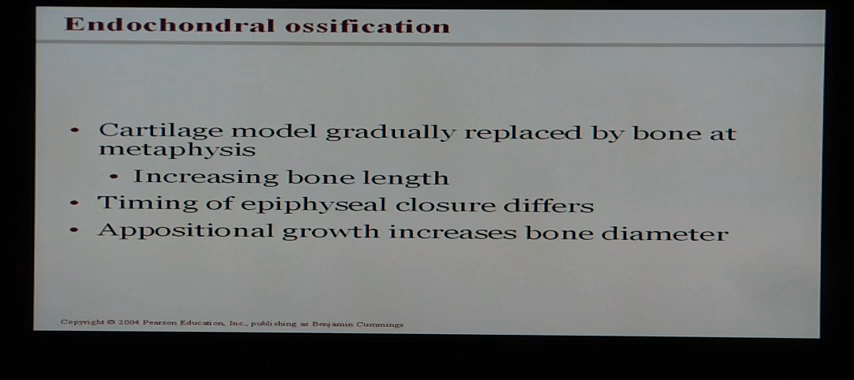 Endochondral ossification
• Cartilage model gradually replaced by bone at
metaphysis
• Increasing bone length
• Timing of epiphyseal closure differs
• Appositional growth increases bone diameter
Copyright © 2004 Pearson Education, Inc., publishing as Benjamin Cummings